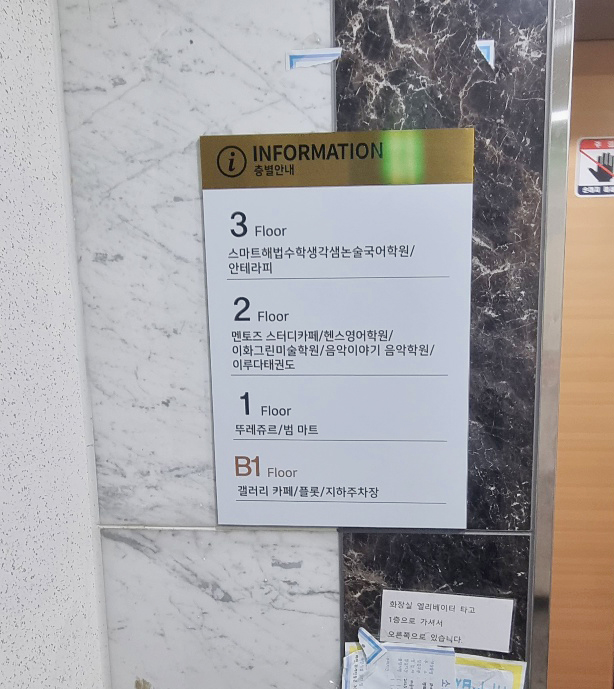 INFORMATION
층별안내
3 Floor
스마트해법수학생각샘논술국어학원/
안테라피
2 Floor
멘토즈 스터디카페/헨스영어학원/
이화그린미술학원/음악이야기 음악학원/
이루다태권도
1 Floor
뚜레쥬르/범 마트
B1 Floor
갤러리 카페/플롯/지하주차장
화장실 엘리베이터 타고
1층으로 가셔서
오른쪽으로 있습니다.